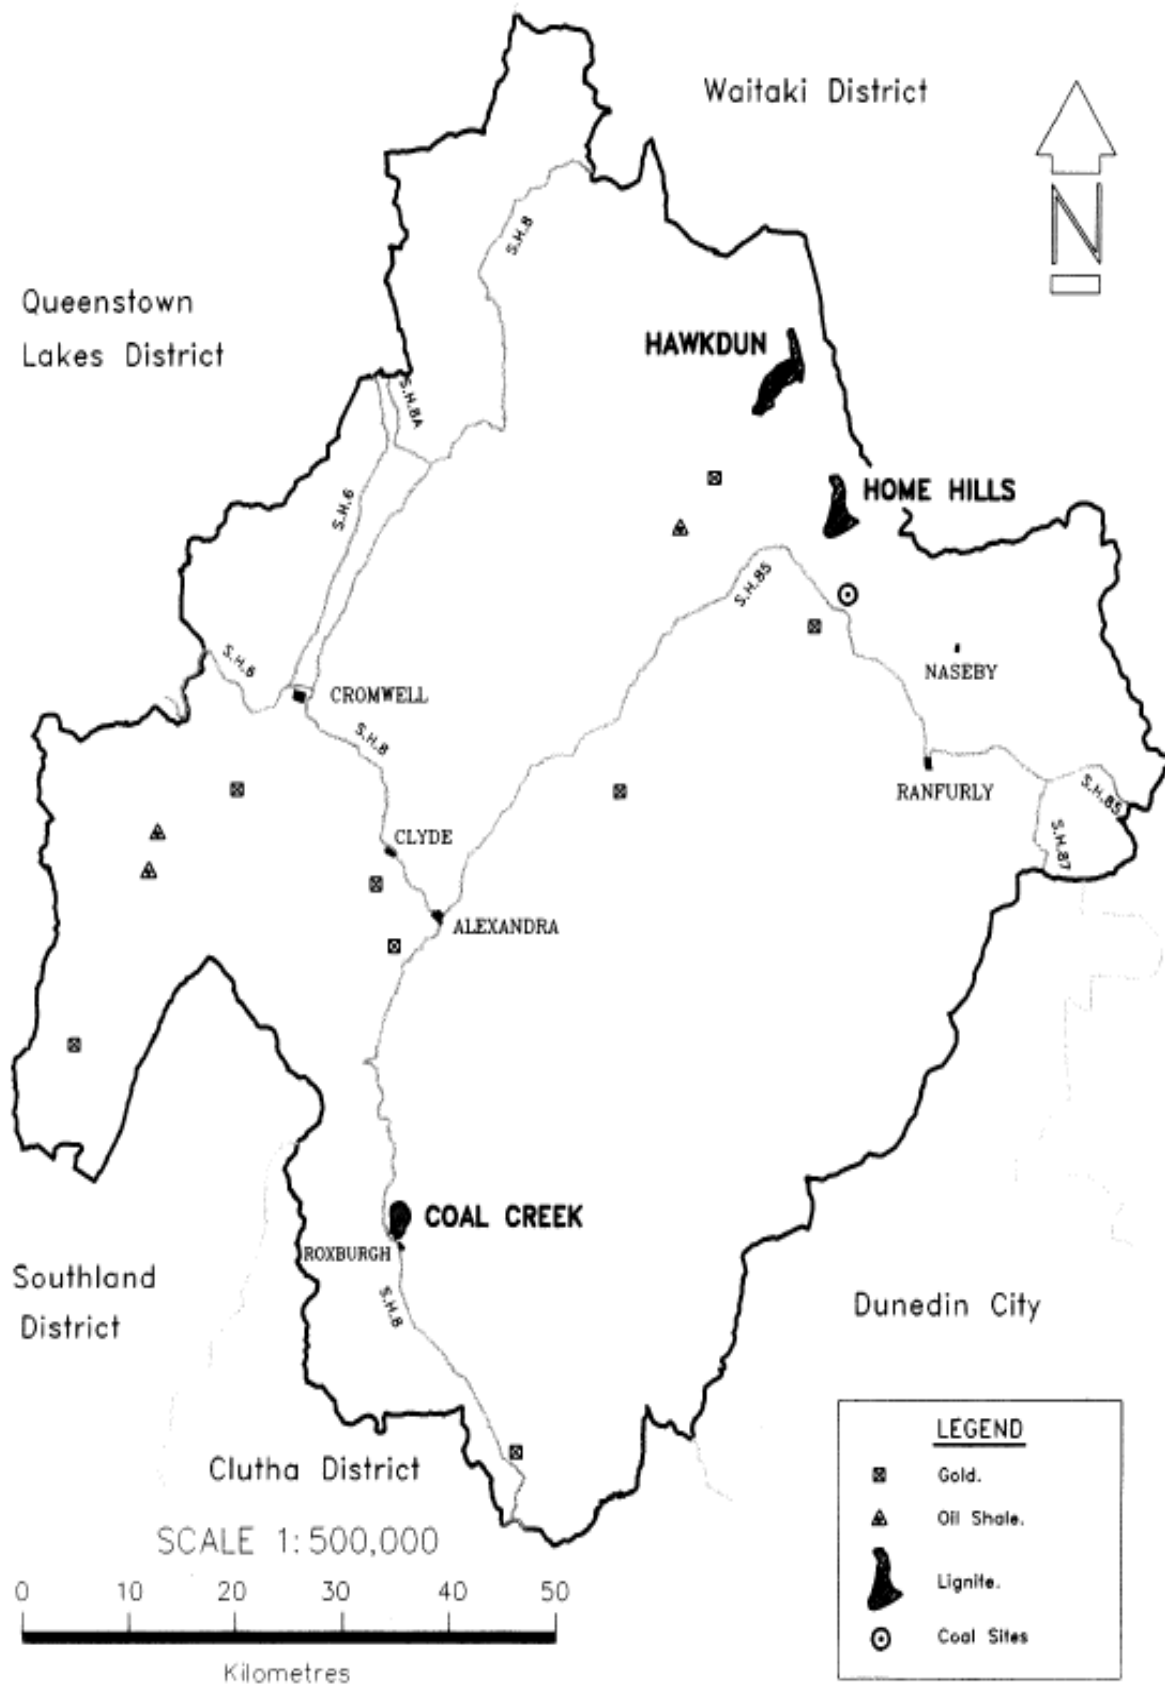 Waitaki District
N
S.H.8
Queenstown
Lakes District
HAWKDUN
S.H.8A
S.H.6
HOME HILLS
S.H.85
S.H.6
NASEBY
CROMWELL
S.H.8
RANFURLY
S.H.85
CLYDE
S.H.87
ALEXANDRA
COAL CREEK
ROXBURGH
Southland
District
S.H.8
Dunedin City
Clutha District
SCALE 1:500,000
0 10 20 30 40 50
Kilometres
LEGEND
Gold.
Oil Shale.
Lignite.
Coal Sites